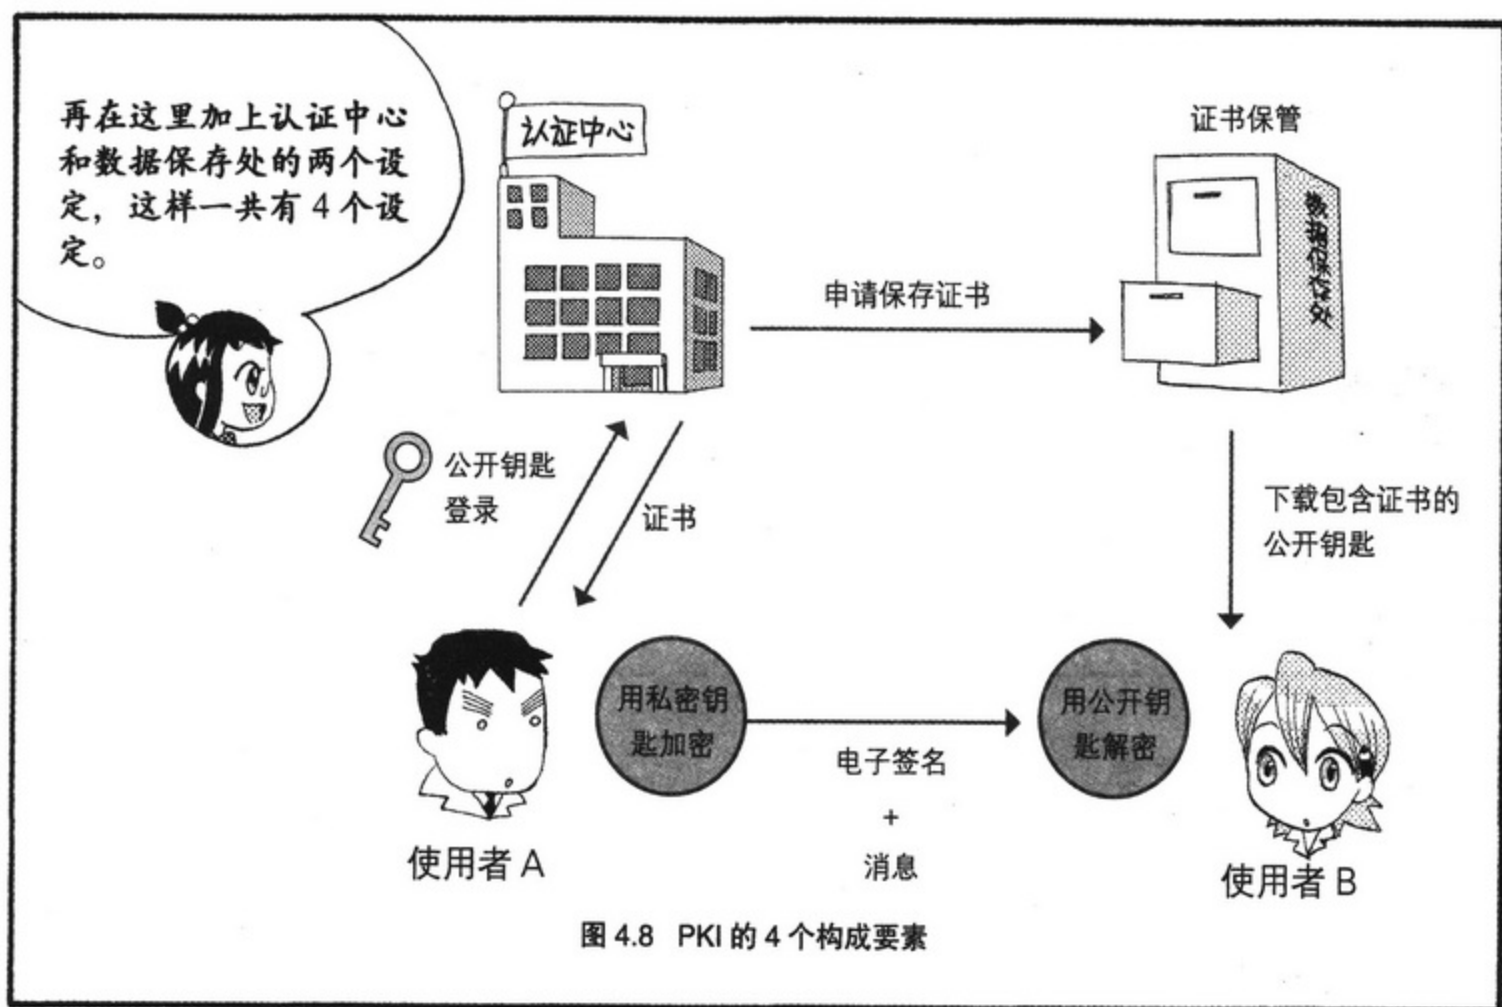 再在这里加上认证中心
和数据保存处的两个设
定，这样一共有 4 个设
定。
认证中心
证书保管
数据保存处
申请保存证书
公开钥匙
登录
证书
下载包含证书的
公开钥匙
用私密钥
匙加密
电子签名
+
消息
用公开钥
匙解密
使用者 A
使用者 B
图 4.8 PKI 的 4 个构成要素